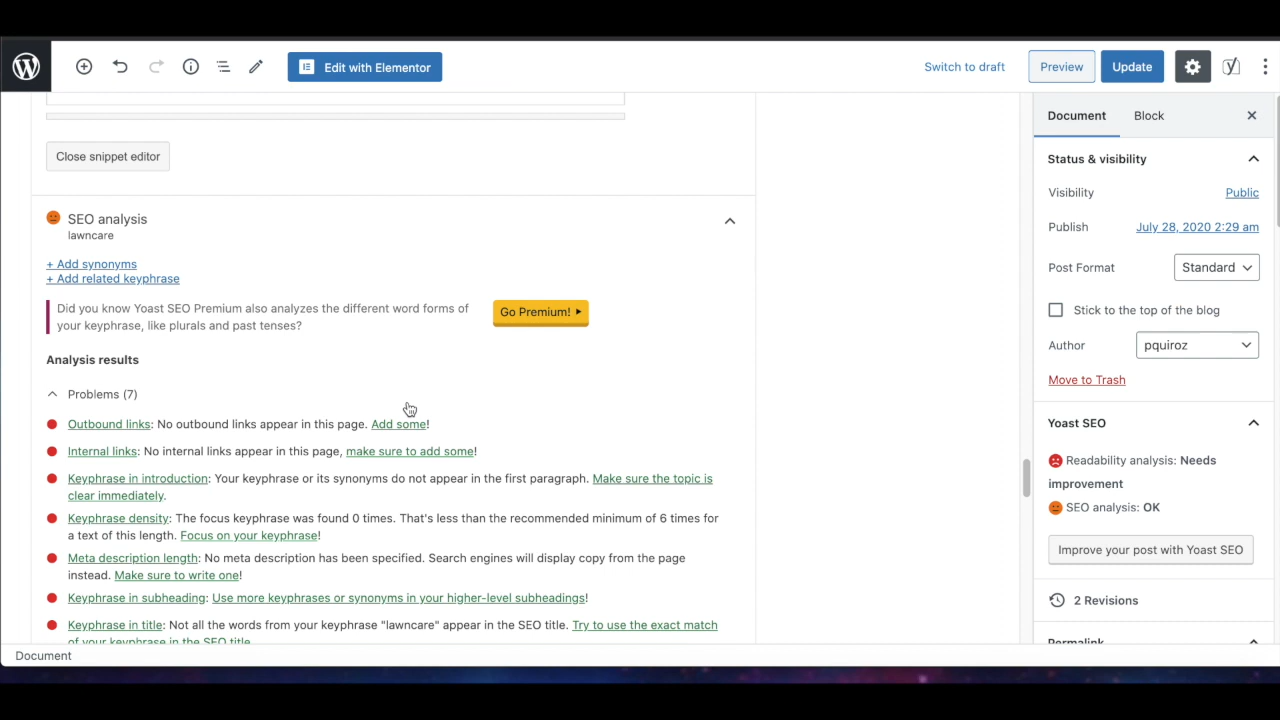 Edit with Elementor
Switch to draft
Preview
Update
Document
Block
Close snippet editor
SEO analysis
lawncare
+ Add synonyms
+ Add related keyphrase
Did you know Yoast SEO Premium also analyzes the different word forms of
your keyphrase, like plurals and past tenses?
Go Premium!
Analysis results
Problems (7)
Outbound links: No outbound links appear in this page. Add some!
Internal links: No internal links appear in this page, make sure to add some!
Keyphrase in introduction: Your keyphrase or its synonyms do not appear in the first paragraph. Make sure the topic is
clear immediately.
Keyphrase density: The focus keyphrase was found 0 times. That's less than the recommended minimum of 6 times for
a text of this length. Focus on your keyphrase!
Meta description length: No meta description has been specified. Search engines will display copy from the page
instead. Make sure to write one!
Keyphrase in subheading: Use more keyphrases or synonyms in your higher-level subheadings!
Keyphrase in title: Not all the words from your keyphrase "lawncare" appear in the SEO title. Try to use the exact match
of your keyphrase in the SEO title
Status & visibility
Visibility
Public
Publish
July 28, 2020 2:29 am
Post Format
Standard
Stick to the top of the blog
Author
pquiroz
Move to Trash
Yoast SEO
Readability analysis: Needs
improvement
SEO analysis: OK
Improve your post with Yoast SEO
2 Revisions
Permalink
Document